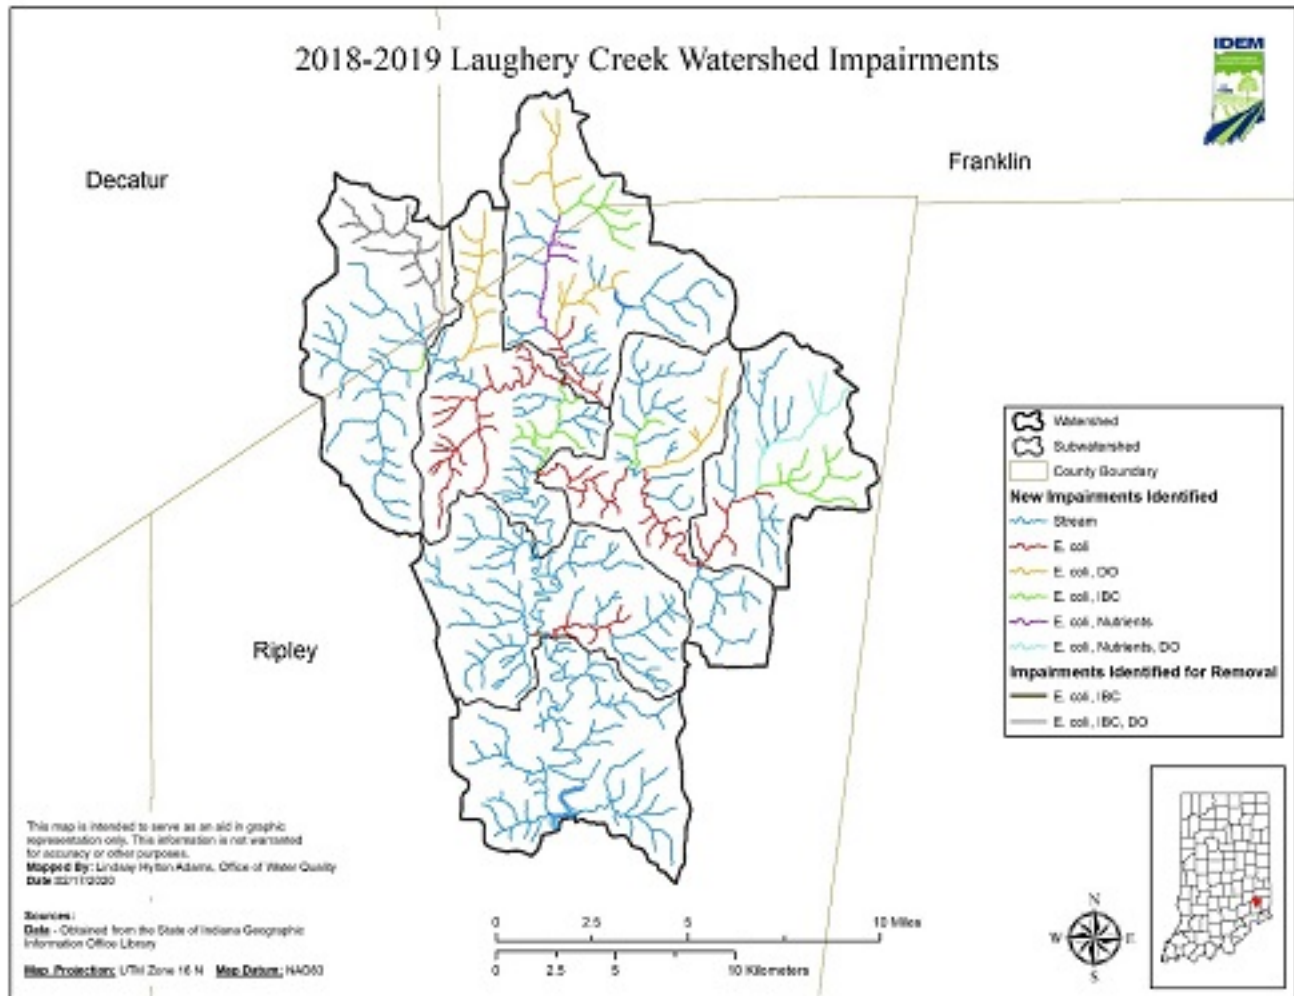 2018-2019 Laughery Creek Watershed Impairments
IDEM
Decatur
Franklin
Ripley
Watershed
Subwatershed
County Boundary
New Impairments Identified
Stream
E. coli
E. coli, DO
E. coli, IBC
E. coli, Nutrients
E. coli, Nutrients, DO
Impairments Identified for Removal
E. coli, IBC
E. coli, IBC, DO
This map is intended to serve as an aid in graphic
representation only. This information is not warranted
for accuracy or other purposes.
Mapped By: Lindsay Hylton Adams, Office of Water Quality
Date:02/17/2020
Sources:
Data - Obtained from the State of Indiana Geographic
Information Office Library
Map Projection: UTM Zone 16 N Map Datum: NAD83
0 2.5 5 10 Miles
0 2.5 5 10 Kilometers
N
W E
S